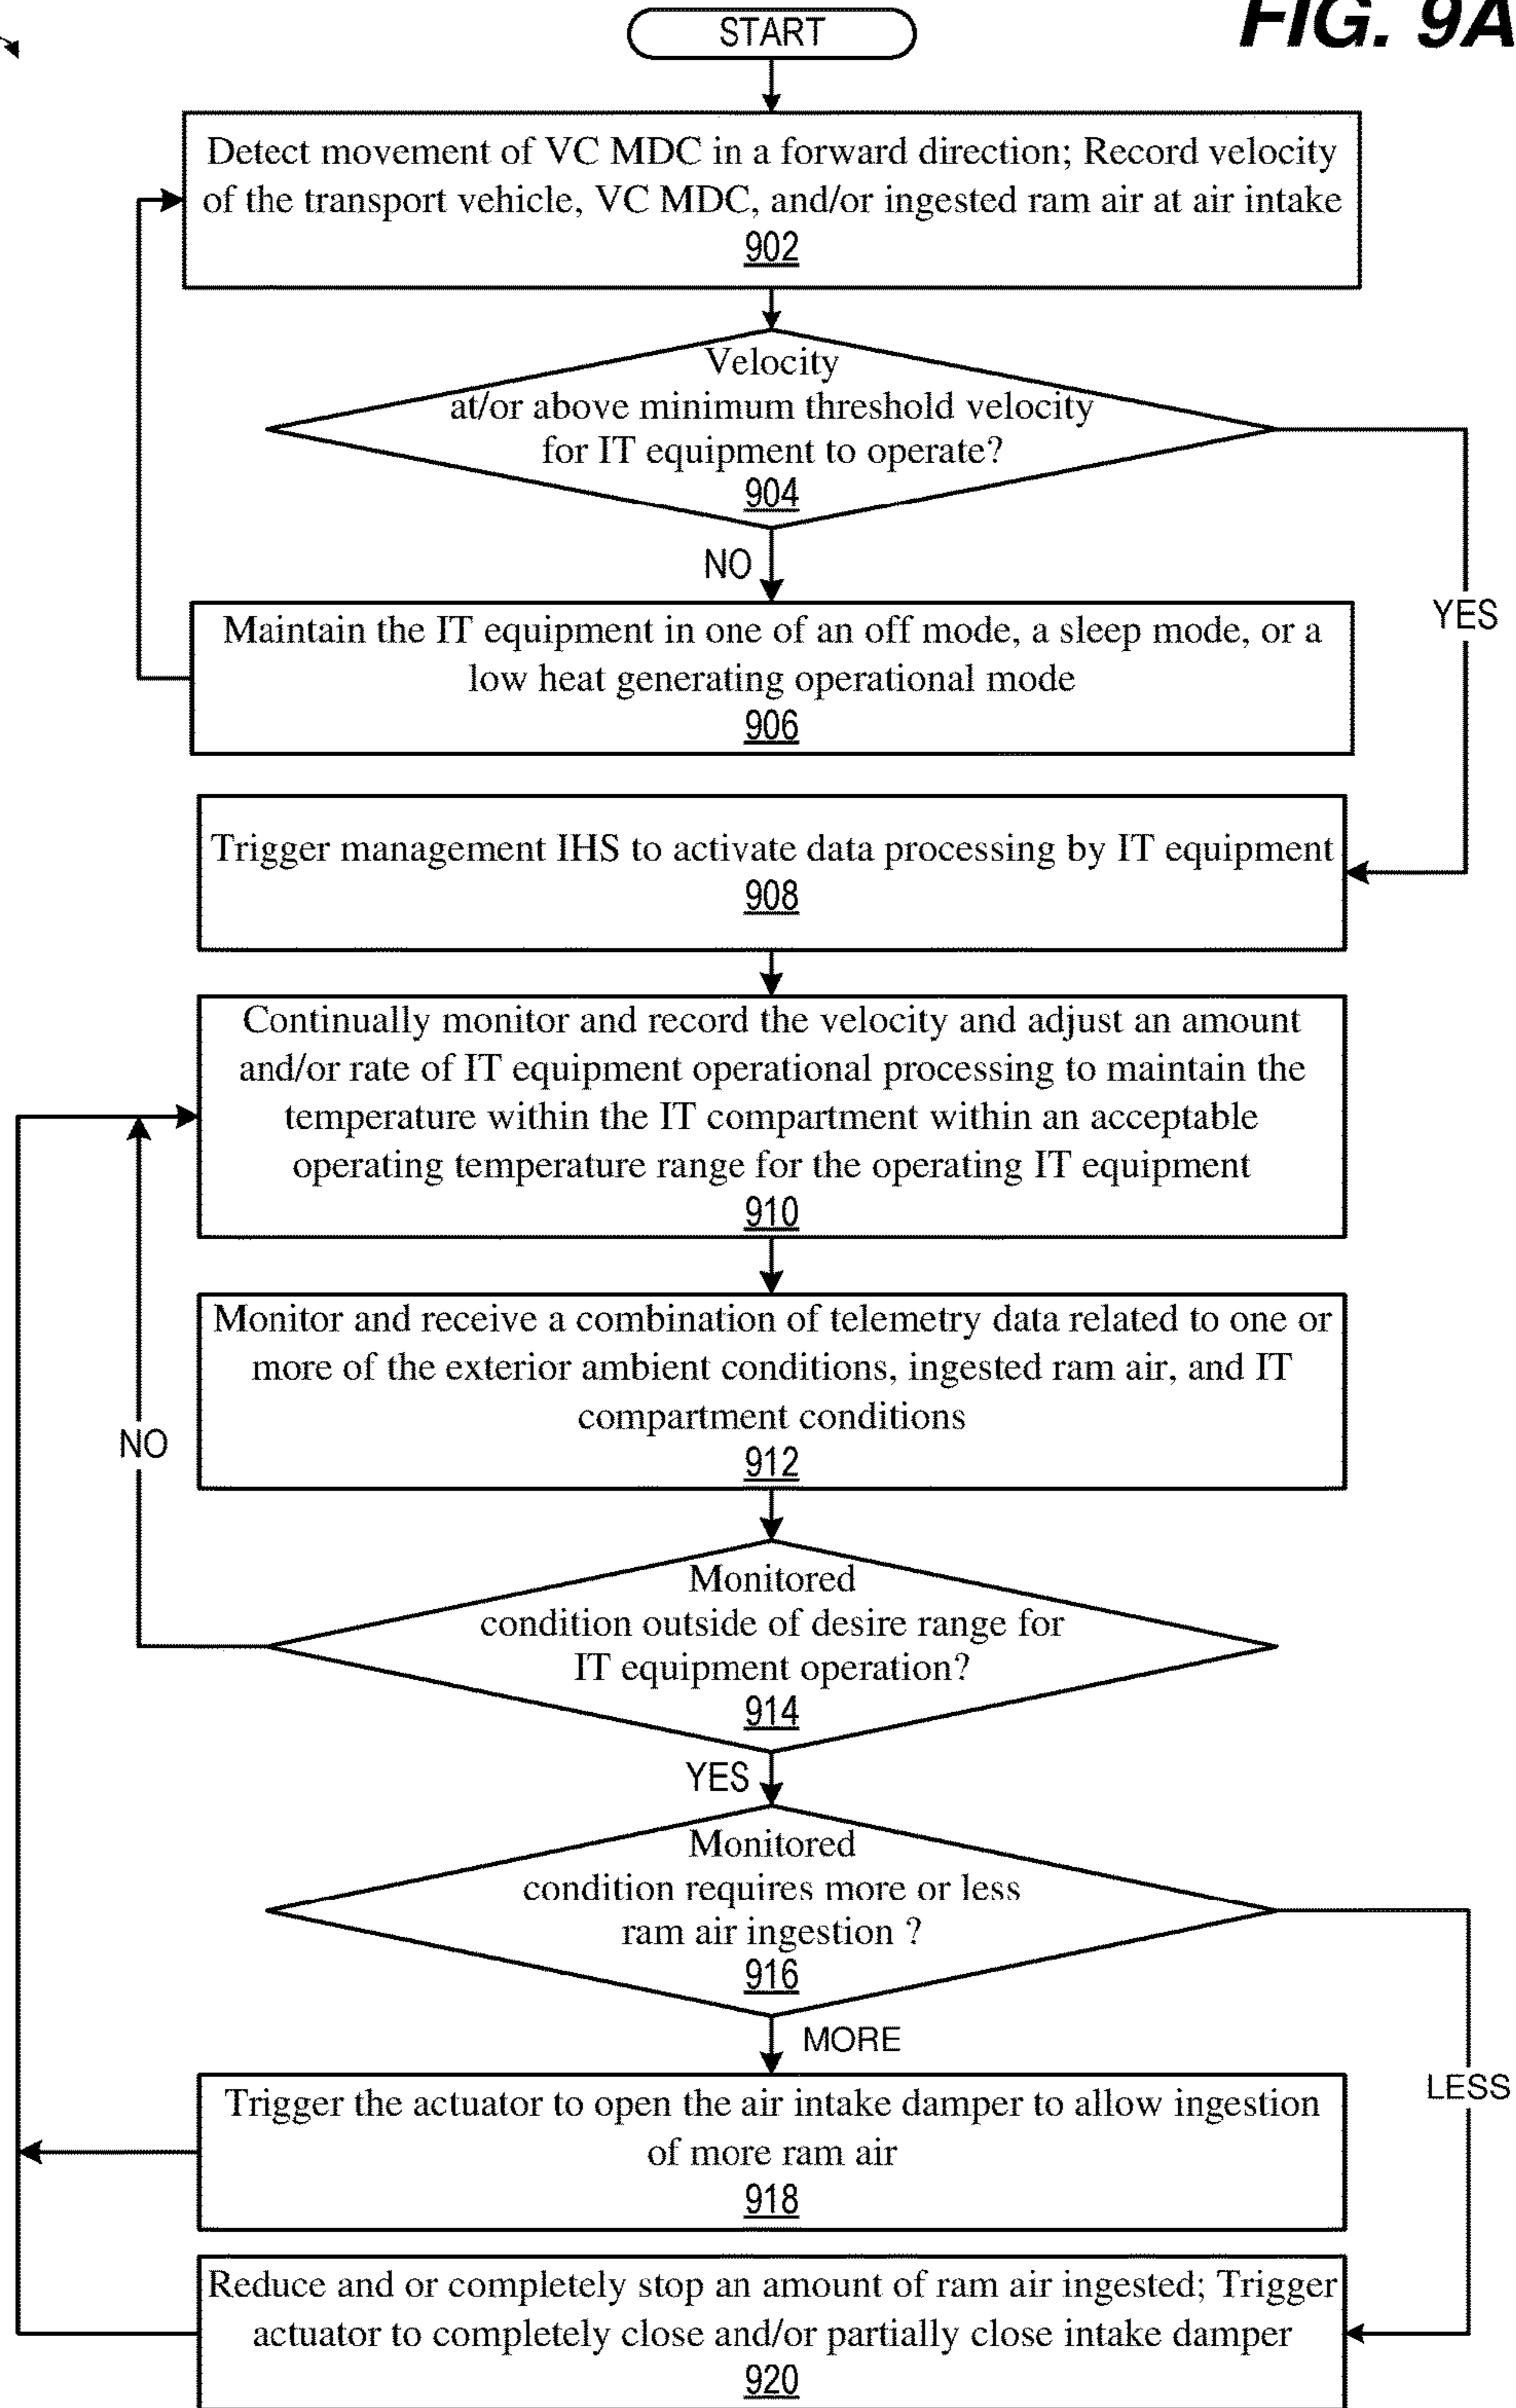 START
FIG. 9A
Detect movement of VC MDC in a forward direction; Record velocity
of the transport vehicle, VC MDC, and/or ingested ram air at air intake
902
Velocity
at/or above minimum threshold velocity
for IT equipment to operate?
904
NO
YES
Maintain the IT equipment in one of an off mode, a sleep mode, or a
low heat generating operational mode
906
Trigger management IHS to activate data processing by IT equipment
908
Continually monitor and record the velocity and adjust an amount
and/or rate of IT equipment operational processing to maintain the
temperature within the IT compartment within an acceptable
operating temperature range for the operating IT equipment
910
Monitor and receive a combination of telemetry data related to one or
more of the exterior ambient conditions, ingested ram air, and IT
compartment conditions
912
NO
Monitored
condition outside of desire range for
IT equipment operation?
914
YES
Monitored
condition requires more or less
ram air ingestion ?
916
MORE
LESS
Trigger the actuator to open the air intake damper to allow ingestion
of more ram air
918
Reduce and or completely stop an amount of ram air ingested; Trigger
actuator to completely close and/or partially close intake damper
920